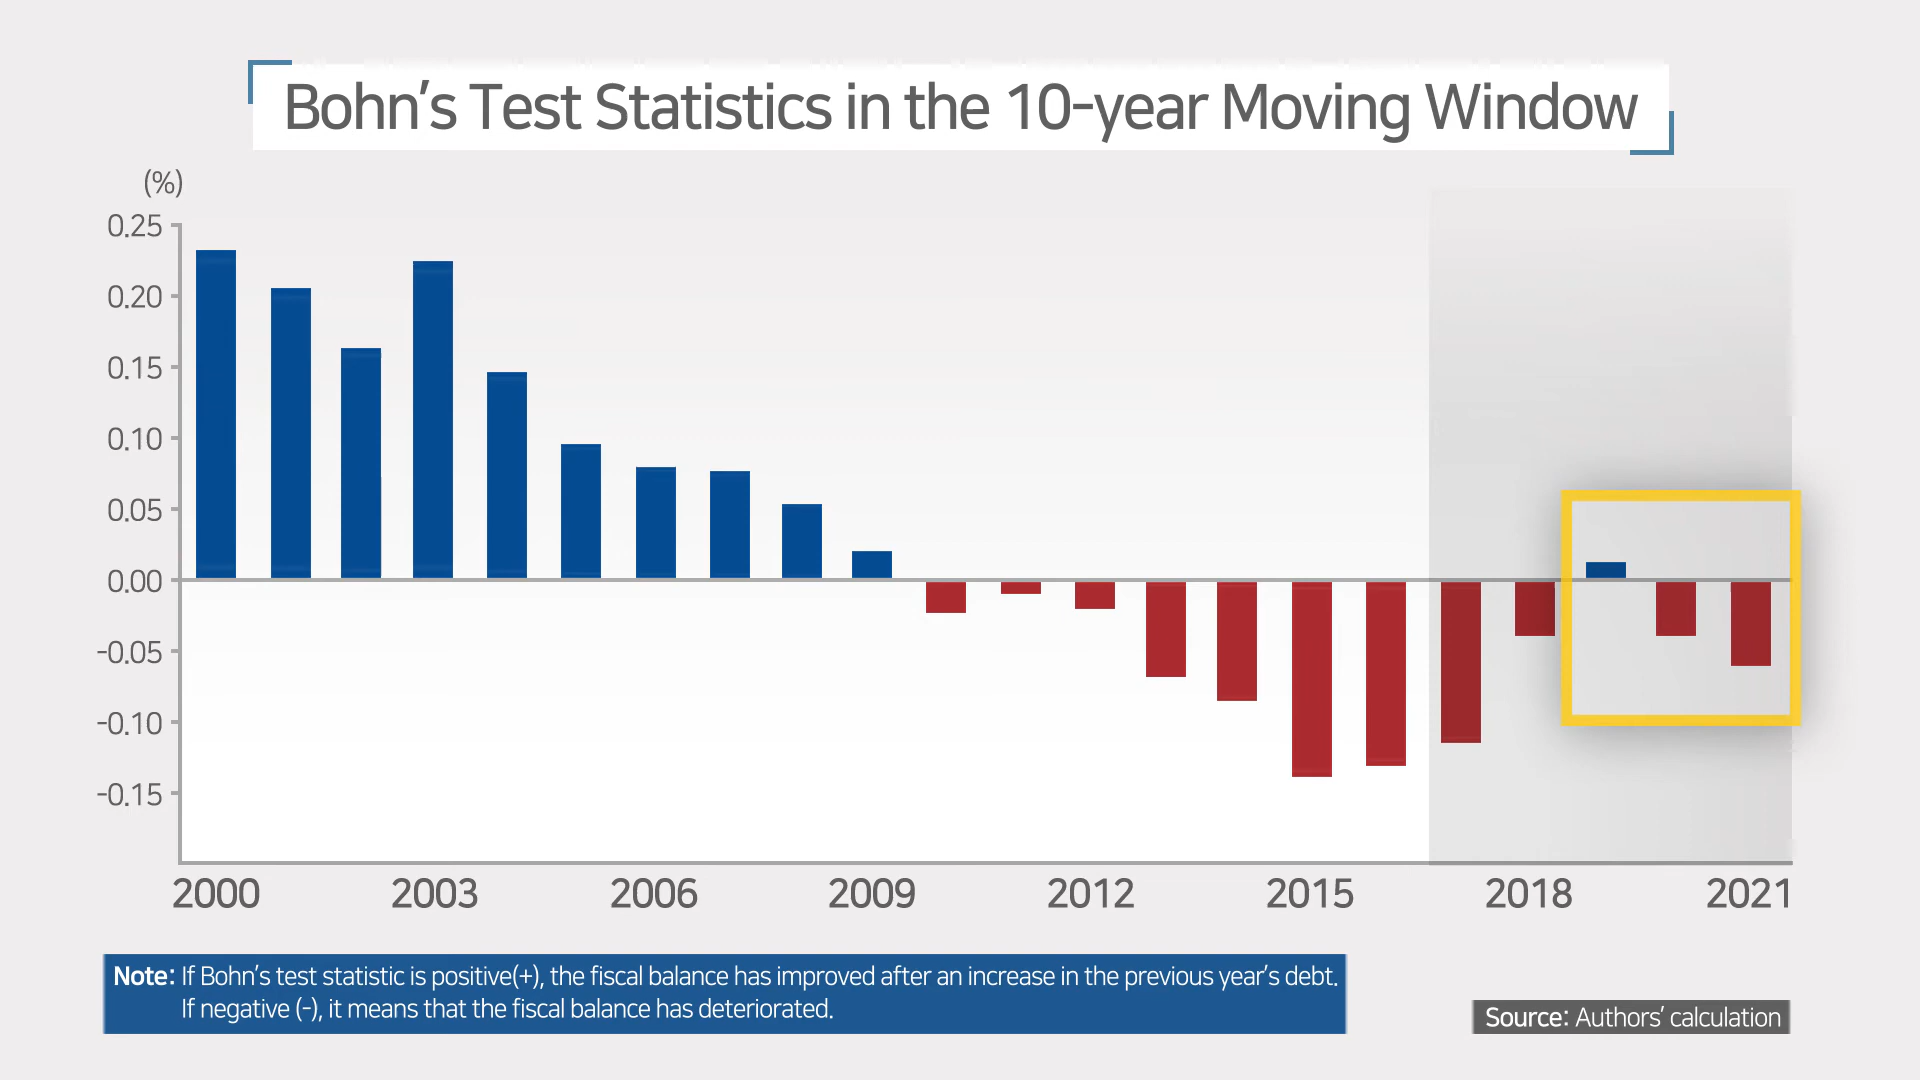 Bohn's Test Statistics in the 10-year Moving Window
(%)
0.25
0.20
0.15
0.10
0.05
0.00
-0.05
-0.10
-0.15
2000 2003 2006 2009 2012 2015 2018 2021
Note: If Bohn's test statistic is positive(+), the fiscal balance has improved after an increase in the previous year's debt.
If negative (-), it means that the fiscal balance has deteriorated.
Source: Authors' calculation